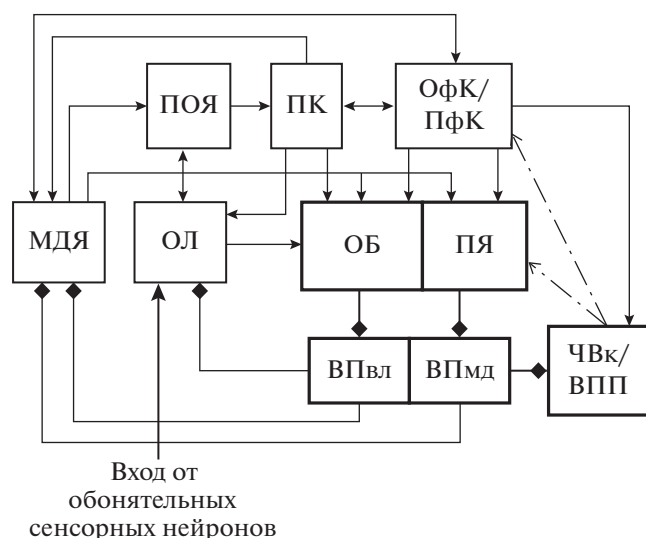 ПОЯ
ПК
ОфК/
ПфК
МДЯ
ОЛ
ОБ
ПЯ
ВПвл
ВПмд
ЧВк/
ВПП
Вход от
обонятельных
сенсорных нейронов